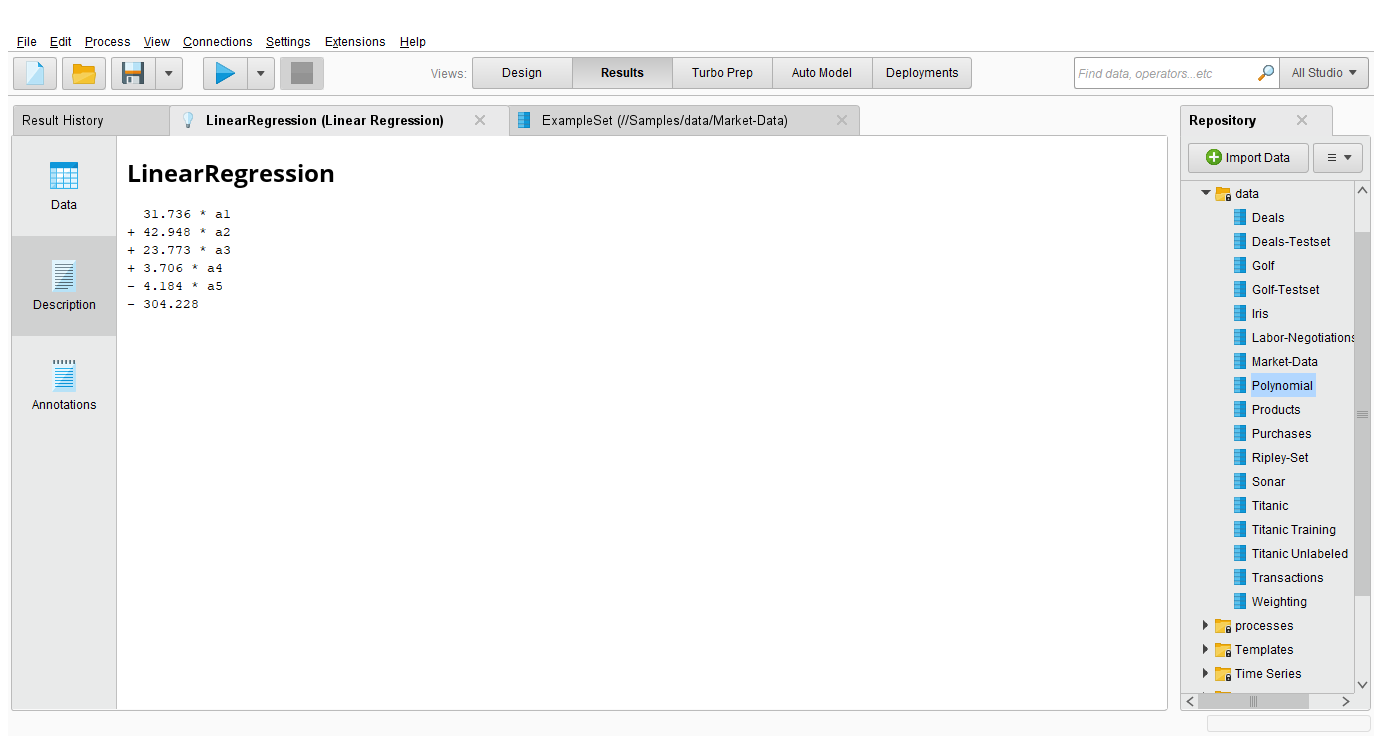 File Edit Process View Connections Settings Extensions Help
Views: Design Results Turbo Prep Auto Model Deployments
Find data, operators...etc
All Studio
Result History
LinearRegression (Linear Regression)
ExampleSet (//Samples/data/Market-Data)
Data
Description
Annotations
LinearRegression
31.736 * a1
+ 42.948 * a2
+ 23.773 * a3
+ 3.706 * a4
- 4.184 * a5
- 304.228
Repository
Import Data
data
Deals
Deals-Testset
Golf
Golf-Testset
Iris
Labor-Negotiations
Market-Data
Polynomial
Products
Purchases
Ripley-Set
Sonar
Titanic
Titanic Training
Titanic Unlabeled
Transactions
Weighting
processes
Templates
Time Series